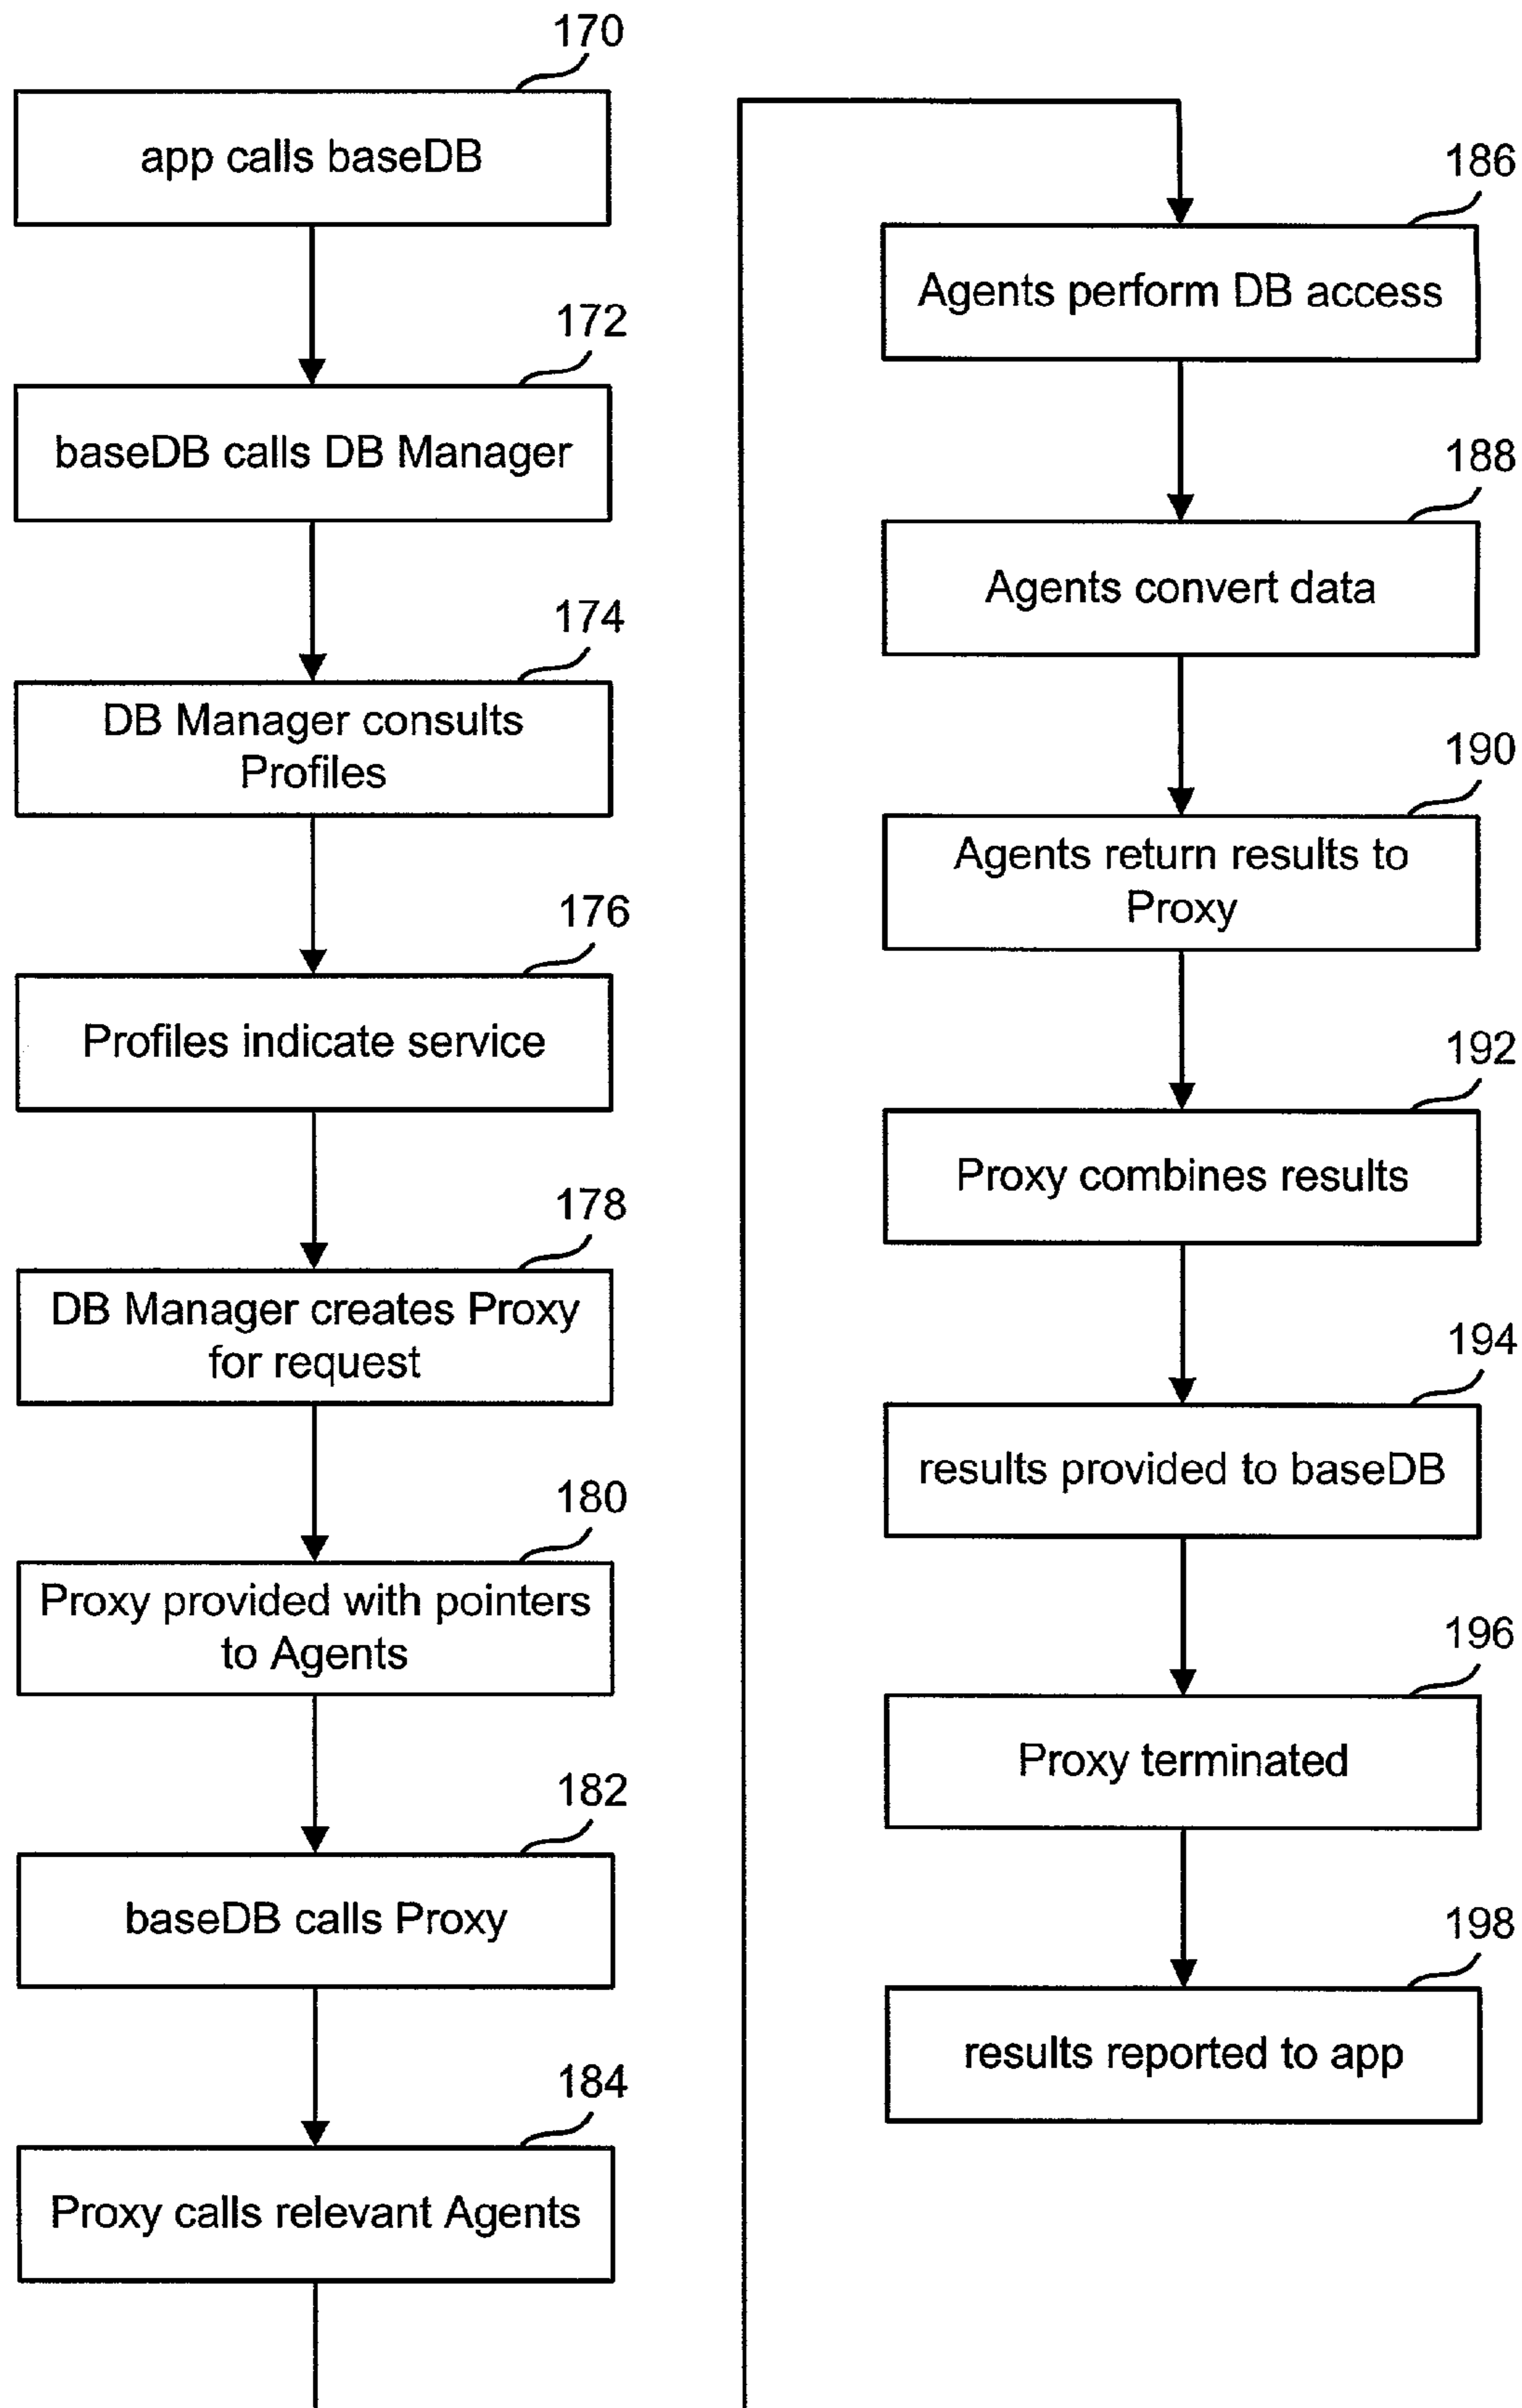 170
app calls baseDB
172
baseDB calls DB Manager
174
DB Manager consults
Profiles
176
Profiles indicate service
178
DB Manager creates Proxy
for request
180
Proxy provided with pointers
to Agents
182
baseDB calls Proxy
184
Proxy calls relevant Agents
186
Agents perform DB access
188
Agents convert data
190
Agents return results to
Proxy
192
Proxy combines results
194
results provided to baseDB
196
Proxy terminated
198
results reported to app